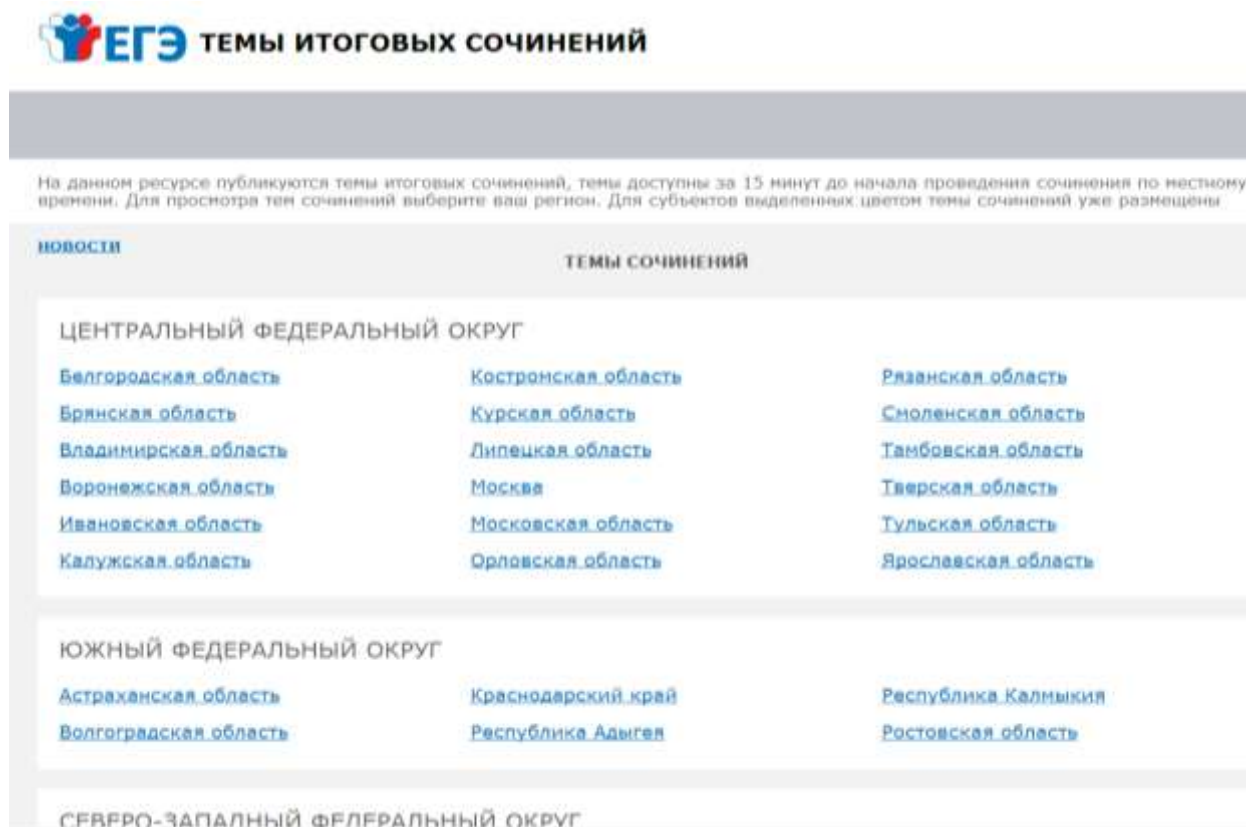 ЕГЭ ТЕМЫ ИТОГОВЫХ СОЧИНЕНИЙ
На данном ресурсе публикуются темы итоговых сочинений, темы доступны за 15 минут до начала проведения сочинения по местному
времени. Для просмотра тем сочинений выберите ваш регион. Для субъектов выделенных цветом темы сочинений уже размещены
НОВОСТИ
ТЕМЫ СОЧИНЕНИЙ
ЦЕНТРАЛЬНЫЙ ФЕДЕРАЛЬНЫЙ ОКРУГ
Белгородская область Костромская область Рязанская область
Брянская область Курская область Смоленская область
Владимирская область Липецкая область Тамбовская область
Воронежская область Москва Тверская область
Ивановская область Московская область Тульская область
Калужская область Орловская область Ярославская область
ЮЖНЫЙ ФЕДЕРАЛЬНЫЙ ОКРУГ
Астраханская область Краснодарский край Республика Калмыкия
Волгоградская область Республика Адыгея Ростовская область
СЕВЕРО-ЗАПАДНЫЙ ФЕДЕРАЛЬНЫЙ ОКРУГ